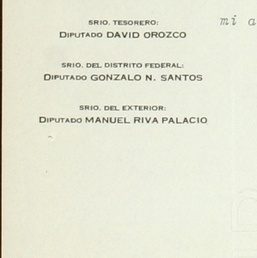 SRIO. TESORERO: mi a
DIPUTADO DAVID OROZCO
SRIO. DEL DISTRITO FEDERAL:
DIPUTADO GONZALO N. SANTOS
SRIO. DEL EXTERIOR:
DIPUTADO MANUEL RIVA PALACIO